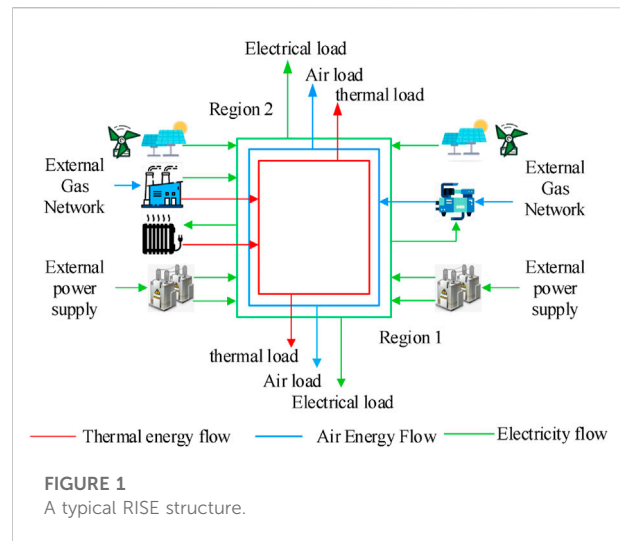 Electrical load
Air load
thermal load
Region 2
External
Gas
Network
External
Gas
Network
External
power
supply
External
power
supply
Region 1
thermal load
Air load
Electrical load
Thermal energy flow
Air Energy Flow
Electricity flow
FIGURE 1
A typical RISE structure.